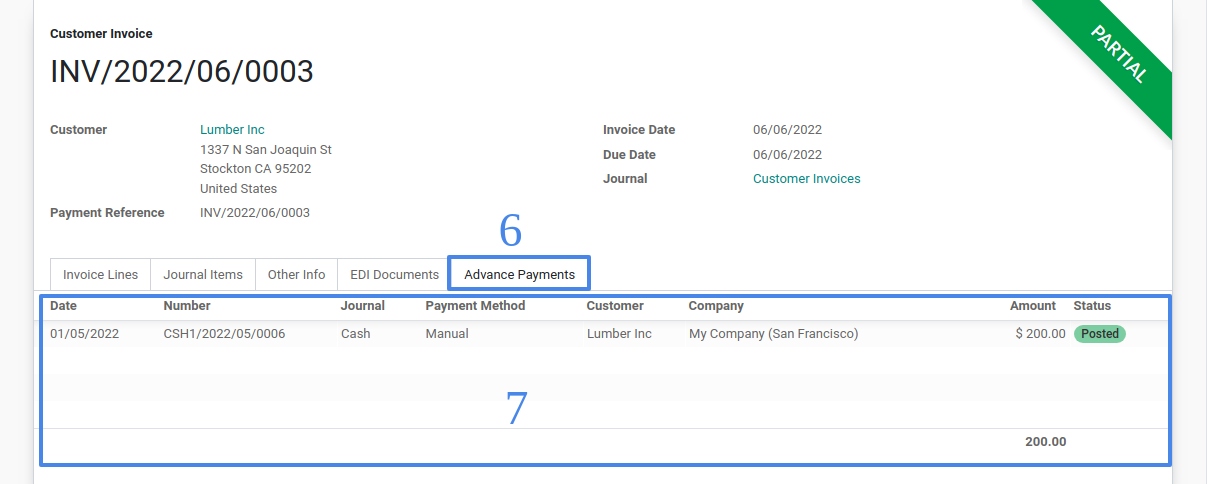 Customer Invoice
PARTIAL
INV/2022/06/0003
Customer Lumber Inc Invoice Date 06/06/2022
1337 N San Joaquin St
Due Date 06/06/2022
Stockton CA 95202
Journal Customer Invoices
United States
Payment Reference INV/2022/06/0003
6
Invoice Lines Journal Items Other Info EDI Documents Advance Payments
Date Number Journal Payment Method Customer Company Amount Status
01/05/2022 CSH1/2022/05/0006 Cash Manual Lumber Inc My Company (San Francisco) $ 200.00 Posted
7
200.00